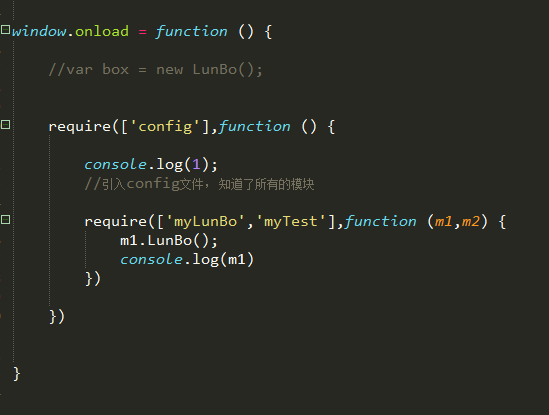 window.onload = function () {
//var box = new LunBo();
require(['config'],function () {
console.log(1);
//引入config文件，知道了所有的模块
require(['myLunBo','myTest'],function (m1,m2) {
m1.LunBo();
console.log(m1)
})
})
}